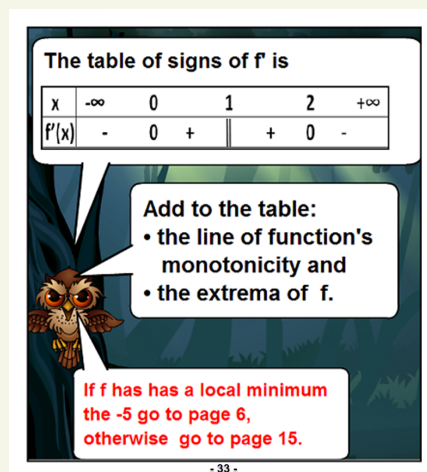 The table of signs of f' is
x -∞ 0 1 2 +∞
f'(x) - 0 + || + 0 -
Add to the table:
• the line of function's
monotonicity and
• the extrema of f.
If f has has a local minimum
the -5 go to page 6,
otherwise go to page 15.
- 33 -